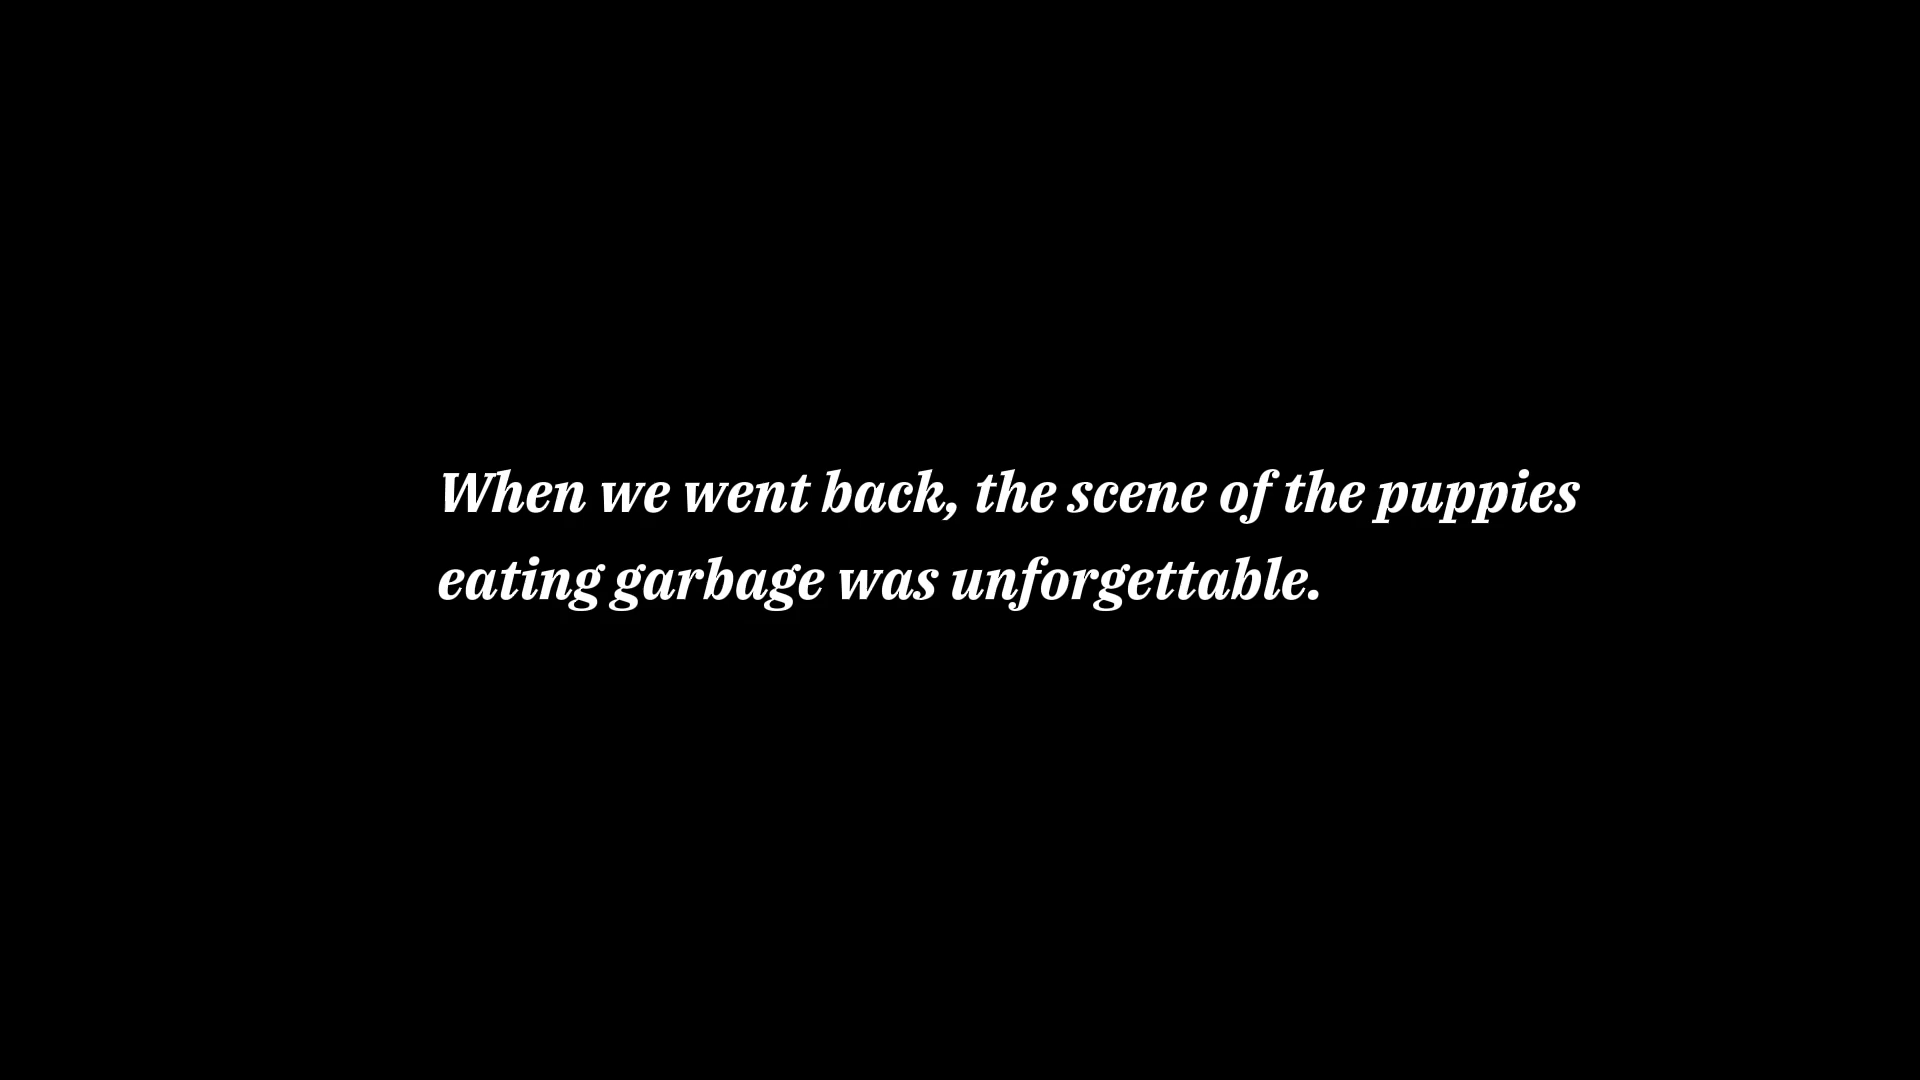 When we went back, the scene of the puppies
eating garbage was unforgettable.